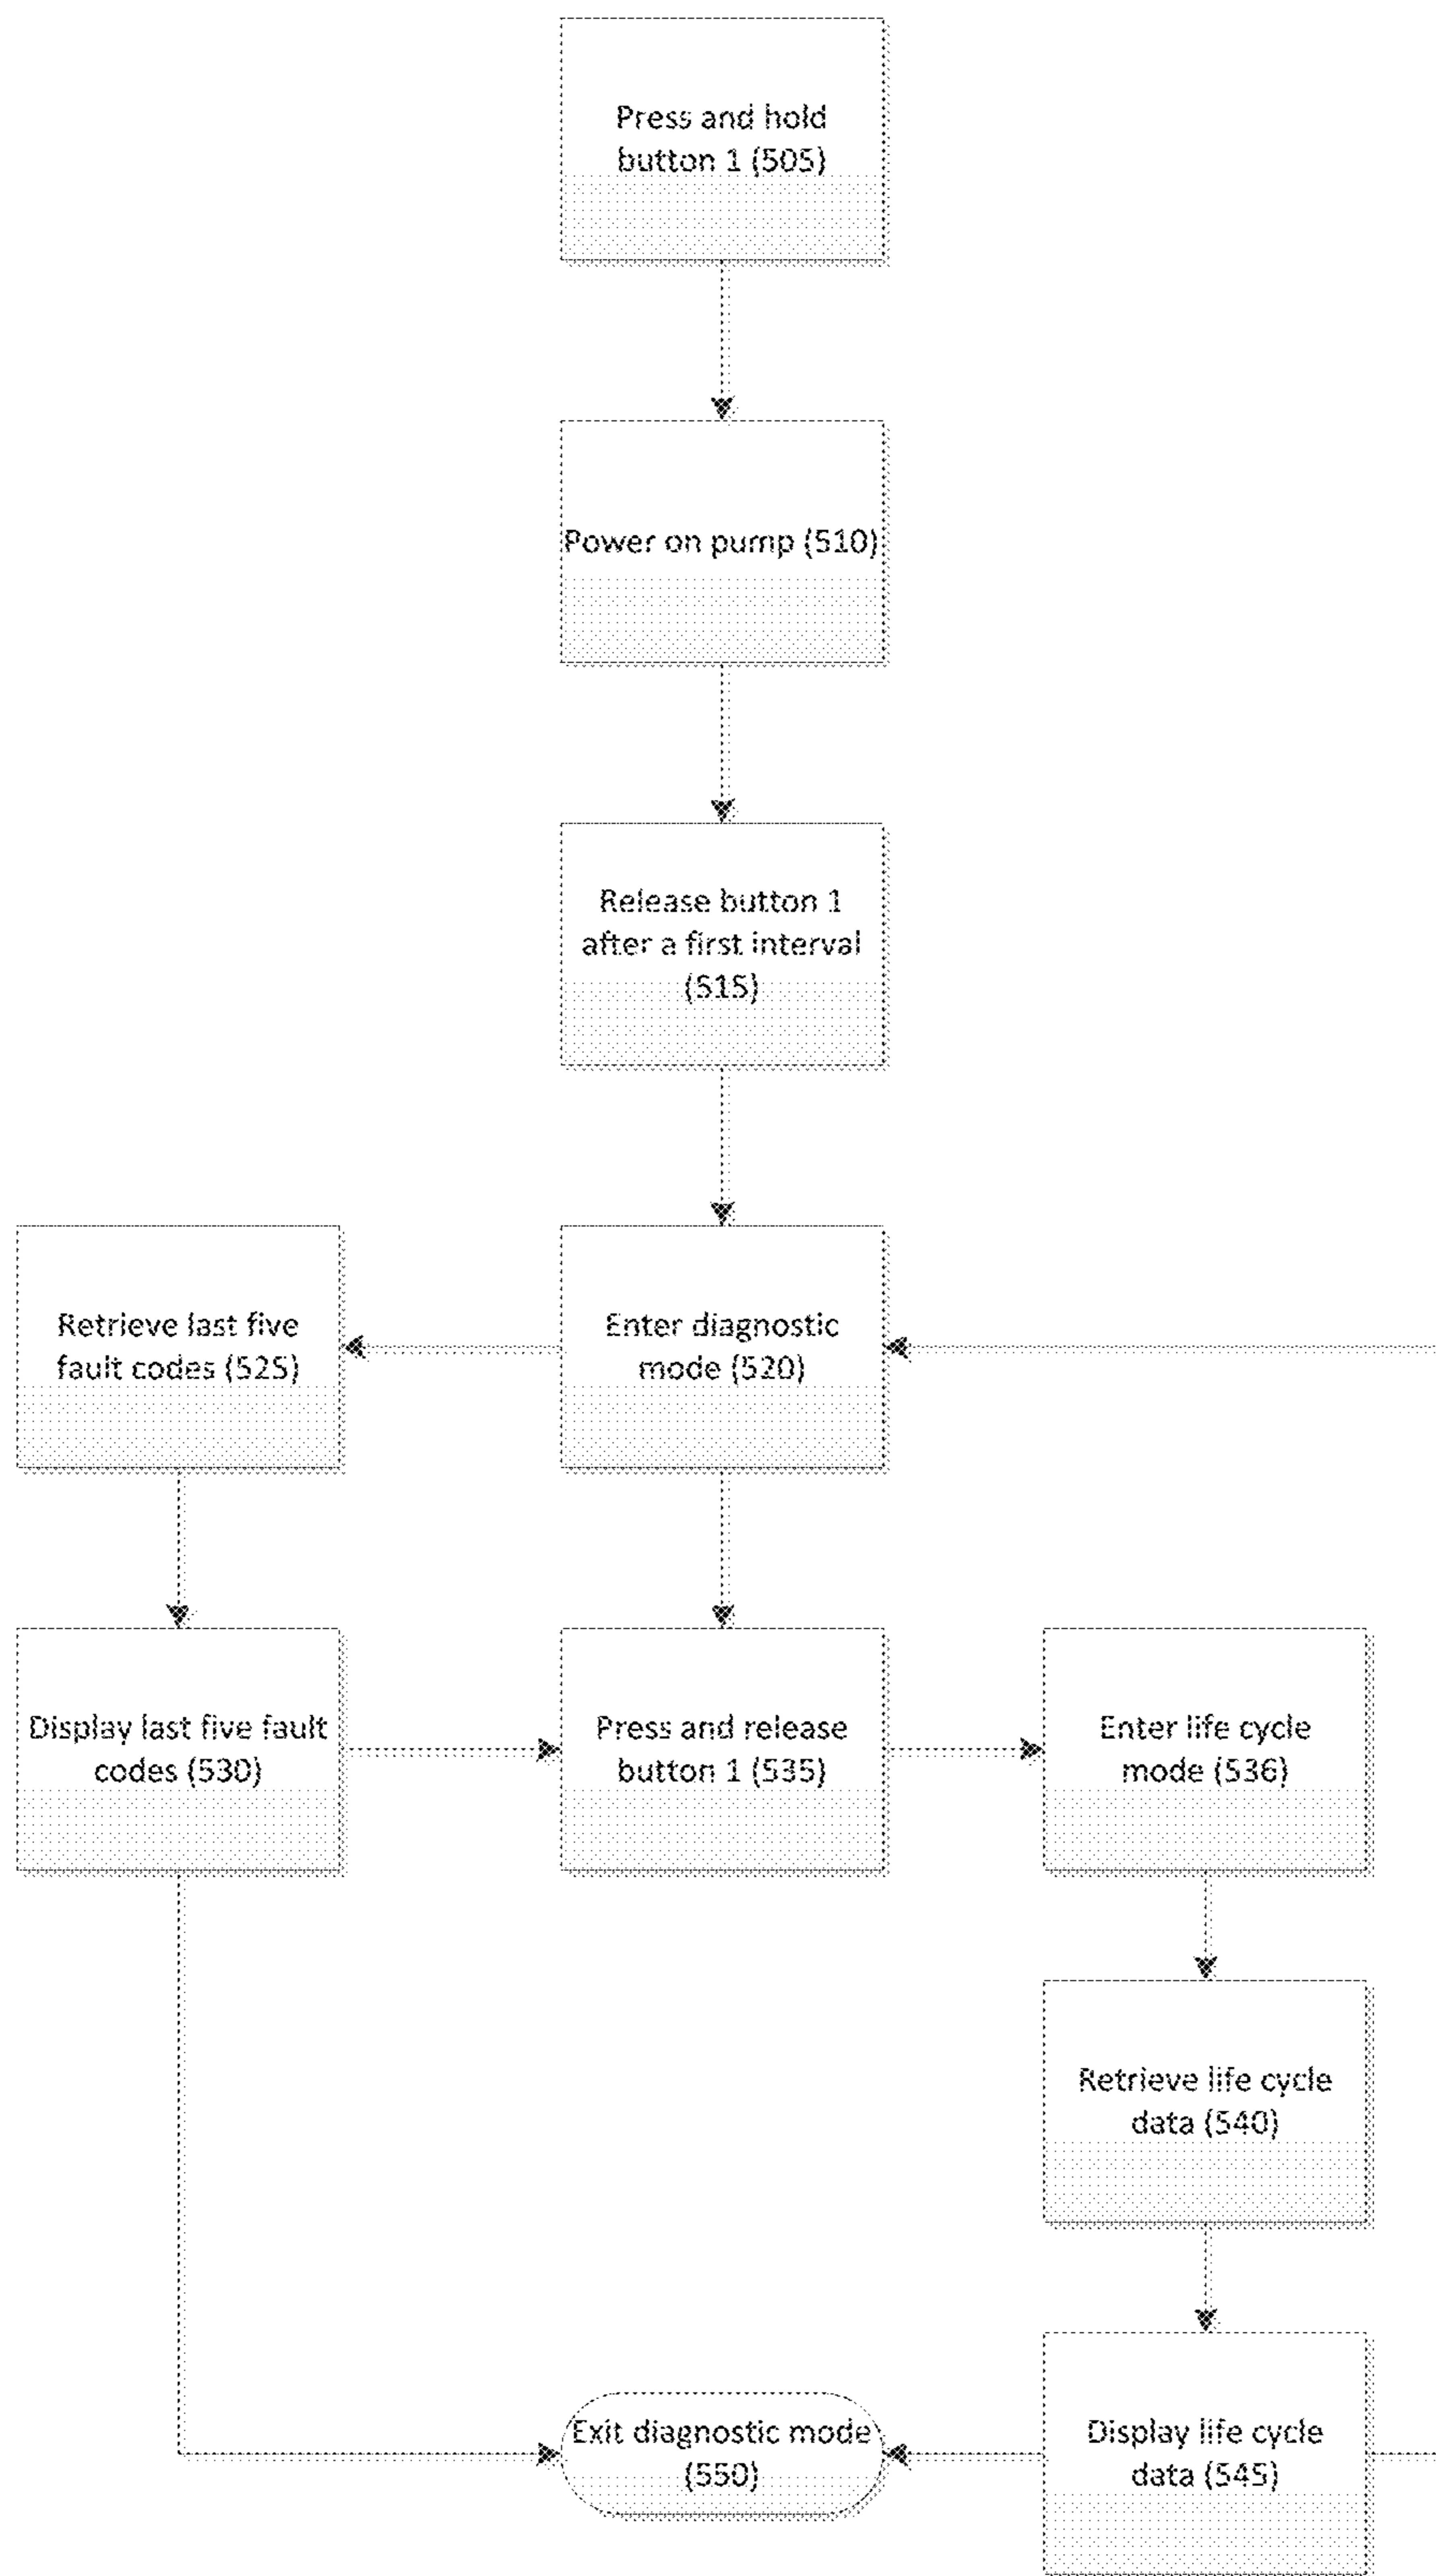 Press and hold
button 1 (505)
Power on pump (510)
Release button 1
after a first interval
(515)
Retrieve last five
fault codes (525)
Enter diagnostic
mode (520)
Display last five fault
codes (530)
Press and release
button 1 (535)
Enter life cycle
mode (536)
Retrieve life cycle
data (540)
Exit diagnostic mode
(550)
Display life cycle
data (545)